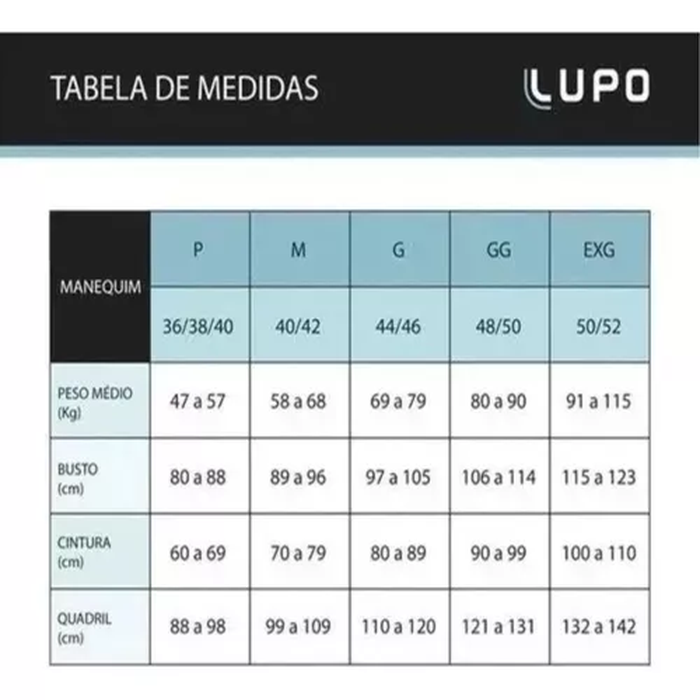 TABELA DE MEDIDAS
LUPO
MANEQUIM
P M G GG EXG
36/38/40 40/42 44/46 48/50 50/52
PESO MÉDIO
(Kg)
47 a 57 58 a 68 69 a 79 80 a 90 91 a 115
BUSTO
(cm)
80 a 88 89 a 96 97 a 105 106 a 114 115 a 123
CINTURA
(cm)
60 a 69 70 a 79 80 a 89 90 a 99 100 a 110
QUADRIL
(cm)
88 a 98 99 a 109 110 a 120 121 a 131 132 a 142